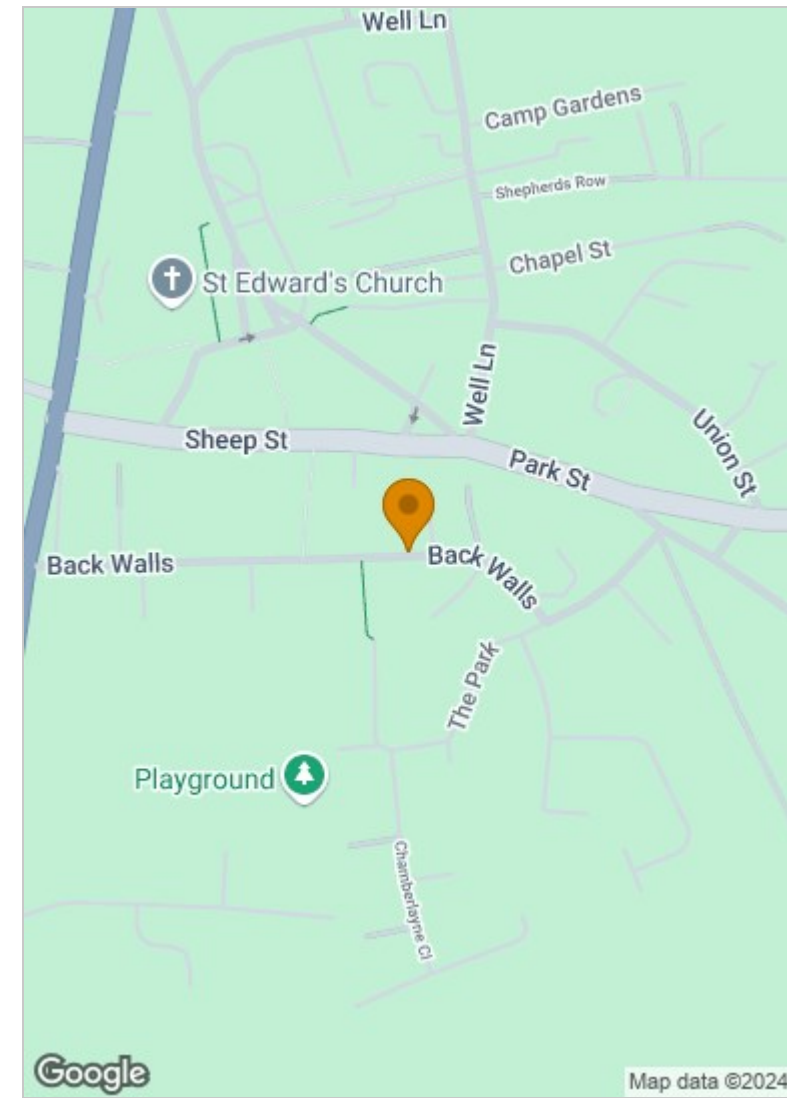 Well Ln
Camp Gardens
Shepherds Row
Chapel St
St Edward's Church
Well Ln
Sheep St
Park St
Union St
Back Walls
Back Walls
The Park
Playground
Chamberlayne Cl
Google
Map data ©2024